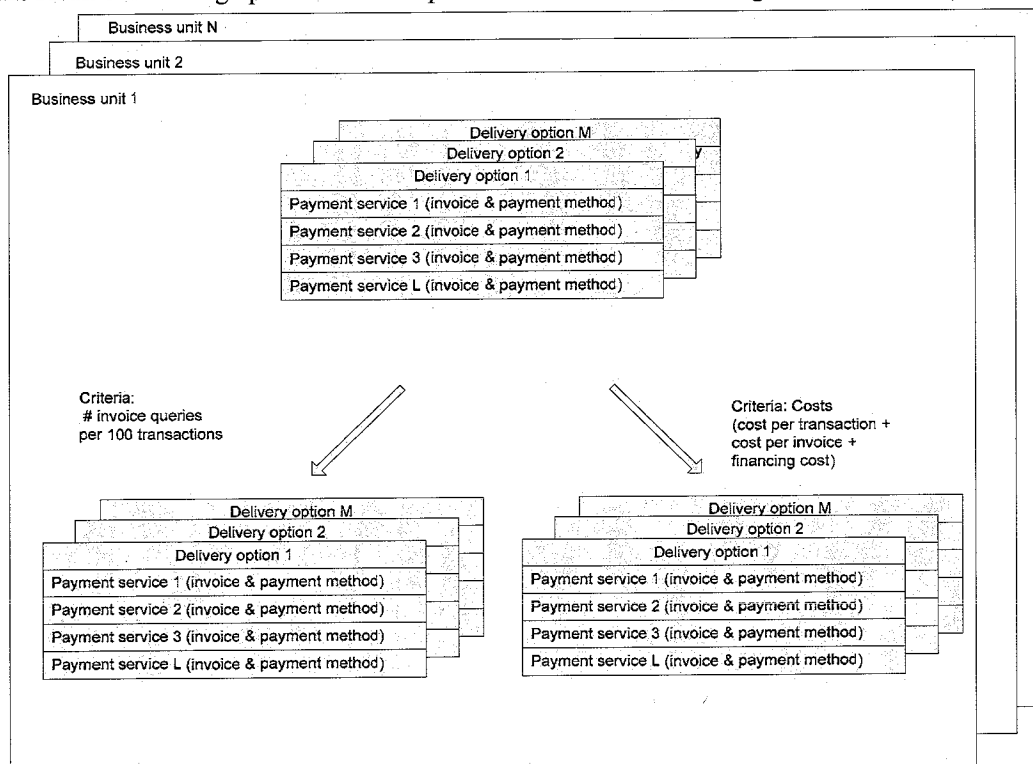 Business unit N
Business unit 2
Business unit 1
Delivery option M
Delivery option 2
Delivery option 1
Payment service 1 (invoice & payment method)
Payment service 2 (invoice & payment method)
Payment service 3 (invoice & payment method)
Payment service L (invoice & payment method)
Criteria:
# invoice queries
per 100 transactions
Criteria: Costs
(cost per transaction +
cost per invoice +
financing cost)
Delivery option M
Delivery option 2
Delivery option 1
Payment service 1 (invoice & payment method)
Payment service 2 (invoice & payment method)
Payment service 3 (invoice & payment method)
Payment service L (invoice & payment method)
Delivery option M
Delivery option 2
Delivery option 1
Payment service 1 (invoice & payment method)
Payment service 2 (invoice & payment method)
Payment service 3 (invoice & payment method)
Payment service L (invoice & payment method)